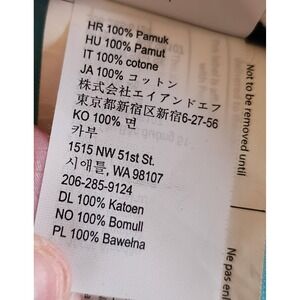 HR 100% Pamuk
HU 100% Pamut
IT 100% cotone
JA 100% コットン
株式会社エイアンドエフ
東京都新宿区新宿6-27-56
KO 100% 면
카부
1515 NW 51st St.
시애틀, WA 98107
206-285-9124
DL 100% Katoen
NO 100% Bomull
PL 100% Bawełna
Not to be removed until
Ne pas en